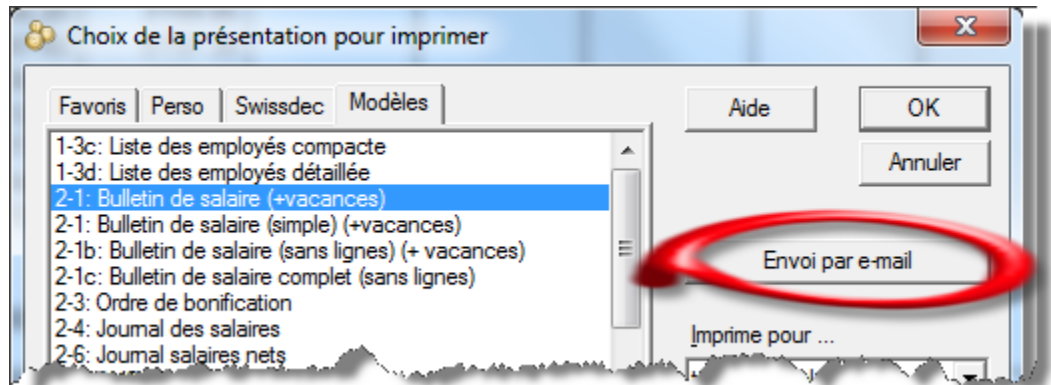 Choix de la présentation pour imprimer
Favoris
Perso
Swissdec
Modèles
1-3c: Liste des employés compacte
1-3d: Liste des employés détaillée
2-1: Bulletin de salaire (+vacances)
2-1: Bulletin de salaire (simple) (+vacances)
2-1b: Bulletin de salaire (sans lignes) (+ vacances)
2-1c: Bulletin de salaire complet (sans lignes)
2-3: Ordre de bonification
2-4: Journal des salaires
2-6: Journal salaires nets
Aide
OK
Annuler
Envoi par e-mail
Imprime pour ...